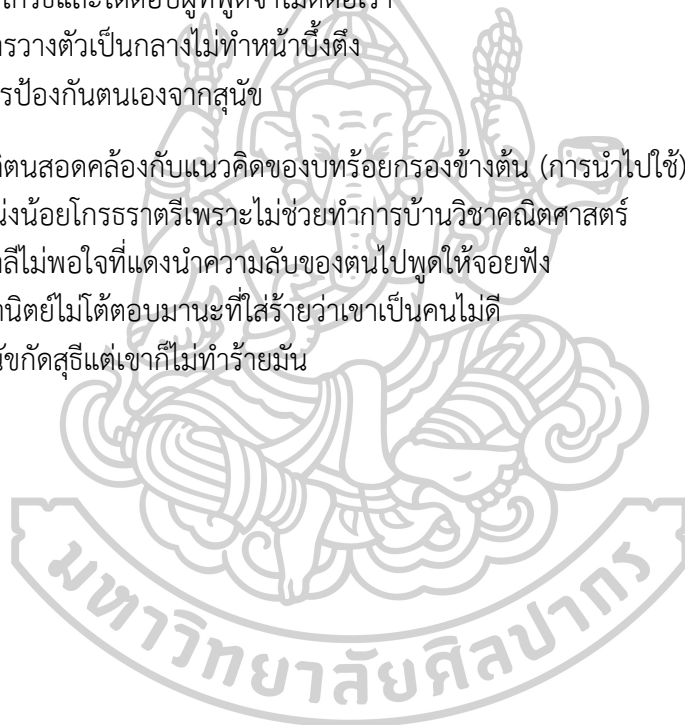 และโต้ตอบผู้ที่พูดจาไม่ดีต่อเรา
รวางตัวเป็นกลางไม่ทำหน้าบึ้งตึง
รป้องกันตนเองจากสุนัข
ิตนสอดคล้องกับแนวคิดของบทร้อยกรองข้างต้น (การนำไปใช้)
น่งน้อยโกรธราตรีเพราะไม่ช่วยทำการบ้านวิชาคณิตศาสตร์
ลีไม่พอใจที่แดงนำความลับของตนไปพูดให้จอยฟัง
นิตย์ไม่โต้ตอบมานะที่ใส่ร้ายว่าเขาเป็นคนไม่ดี
ัขกัดสุธีแต่เขาก็ไม่ทำร้ายมัน
มหาวิทยาลัยศิลปากร